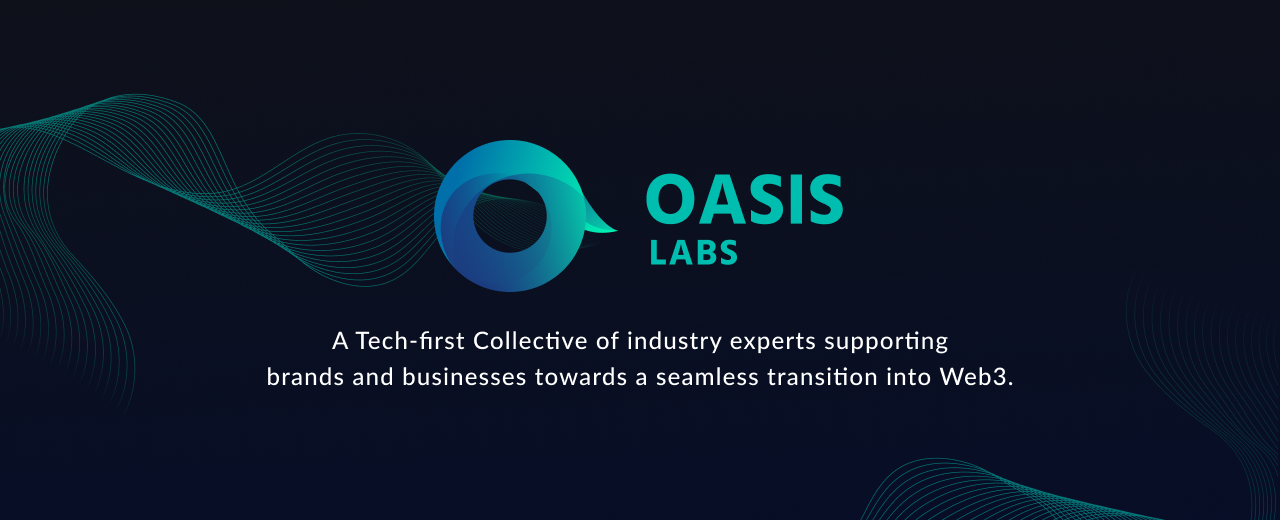 OASIS
LABS
A Tech-first Collective of industry experts supporting
brands and businesses towards a seamless transition into Web3.